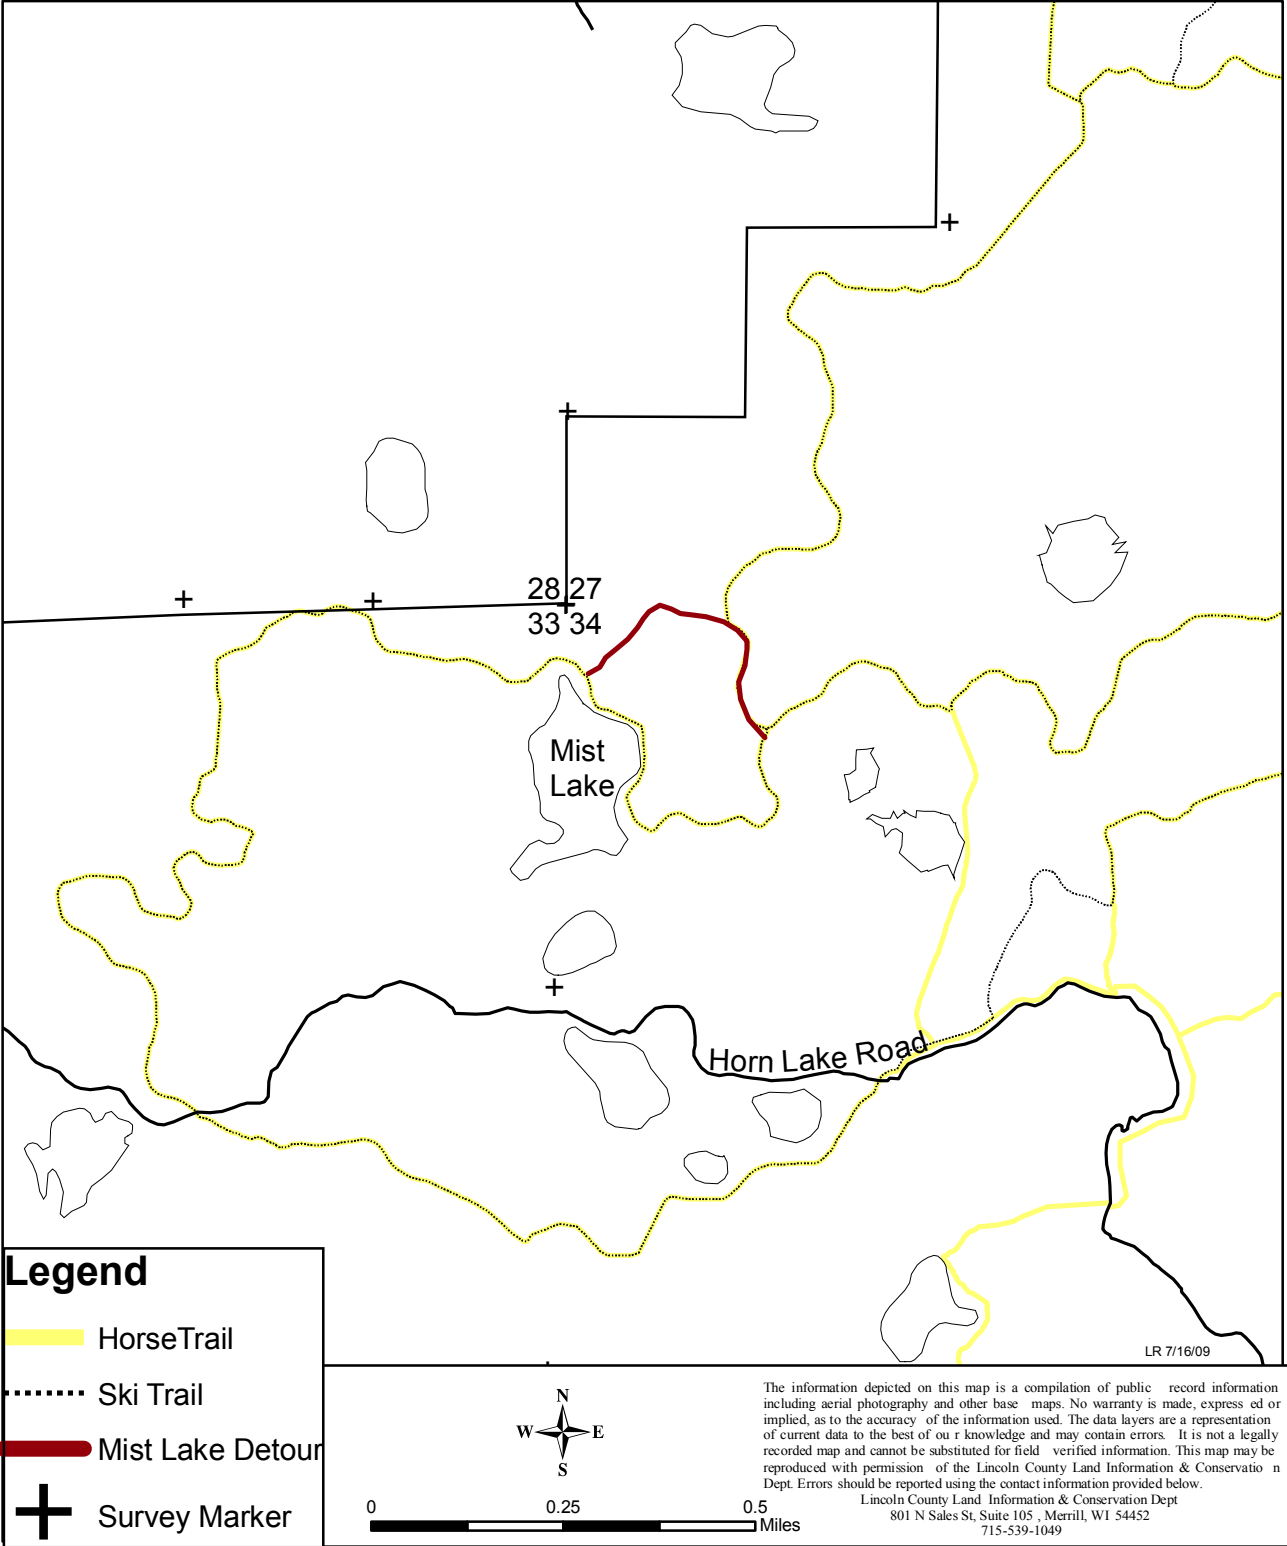 28 27
33 34
Mist
Lake
Horn Lake Road
Legend
HorseTrail
Ski Trail
Mist Lake Detour
Survey Marker
LR 7/16/09
N
W E
S
0 0.25 0.5
Miles
The information depicted on this map is a compilation of public record information
including aerial photography and other base maps. No warranty is made, express ed or
implied, as to the accuracy of the information used. The data layers are a representation
of current data to the best of ou r knowledge and may contain errors. It is not a legally
recorded map and cannot be substituted for field verified information. This map may be
reproduced with permission of the Lincoln County Land Information & Conservatio n
Dept. Errors should be reported using the contact information provided below.
Lincoln County Land Information & Conservation Dept
801 N Sales St, Suite 105 , Merrill, WI 54452
715-539-1049